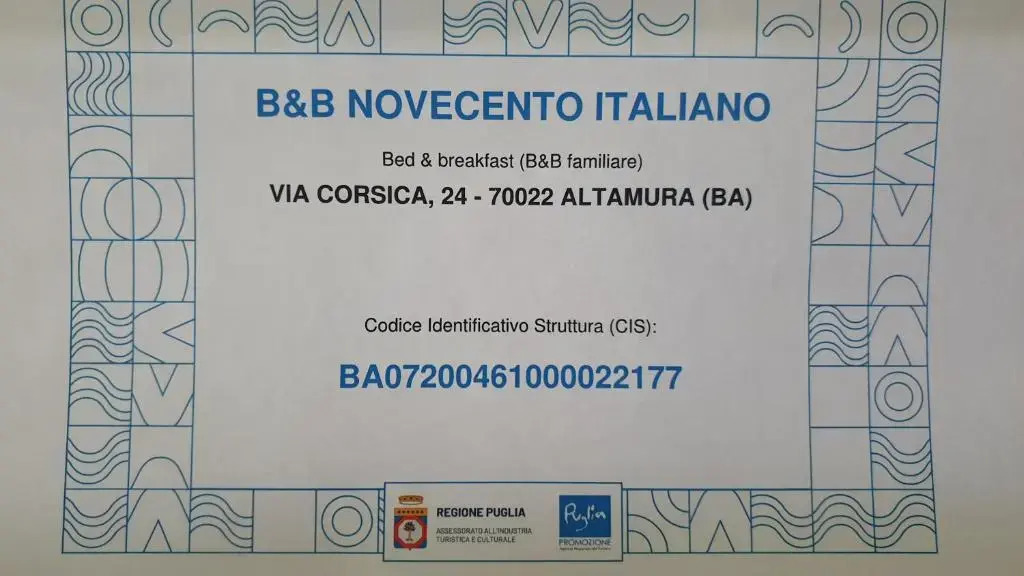 B&B NOVECENTO ITALIANO
Bed & breakfast (B&B familiare)
VIA CORSICA, 24 - 70022 ALTAMURA (BA)
Codice Identificativo Struttura (CIS):
BA07200461000022177
REGIONE PUGLIA
ASSESSORATO ALL'INDUSTRIA
TURISTICA E CULTURALE
Puglia
PROMOZIONE